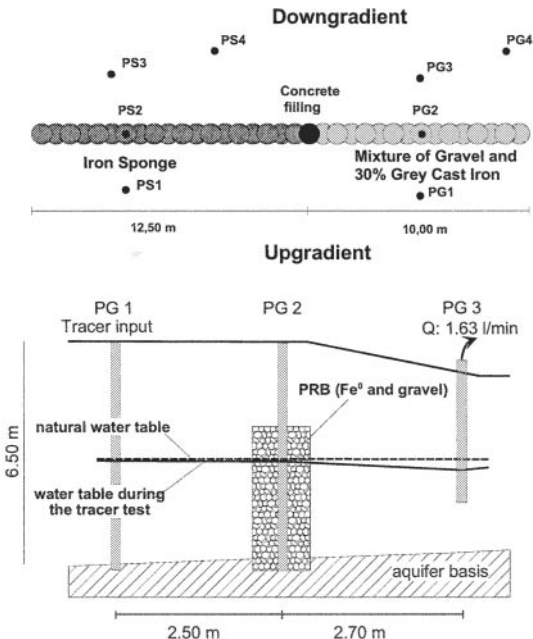 Downgradient
PS4
PG4
PS3
PG3
Concrete
filling
PS2
PG2
Iron Sponge
Mixture of Gravel and
30% Grey Cast Iron
PS1
PG1
12,50 m
10,00 m
Upgradient
PG 1
PG 2
PG 3
Tracer input
Q: 1.63 l/min
PRB (Fe⁰ and gravel)
natural water table
6.50 m
water table during
the tracer test
aquifer basis
2.50 m
2.70 m